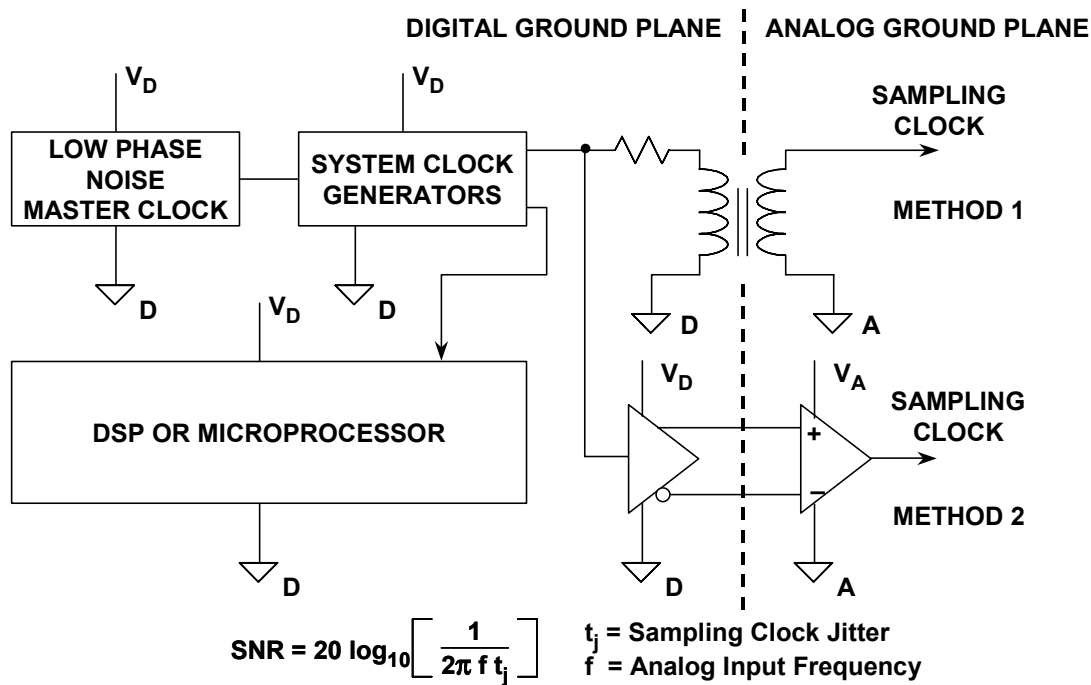 DIGITAL GROUND PLANE
ANALOG GROUND PLANE
V_D
V_D
SAMPLING
CLOCK
LOW PHASE
NOISE
MASTER CLOCK
SYSTEM CLOCK
GENERATORS
METHOD 1
D
D
V_D
D
A
DSP OR MICROPROCESSOR
V_D
V_A
SAMPLING
CLOCK
+
−
METHOD 2
D
D
A
SNR = 20 log₁₀[1 / (2π f t_j)]
t_j = Sampling Clock Jitter
f = Analog Input Frequency